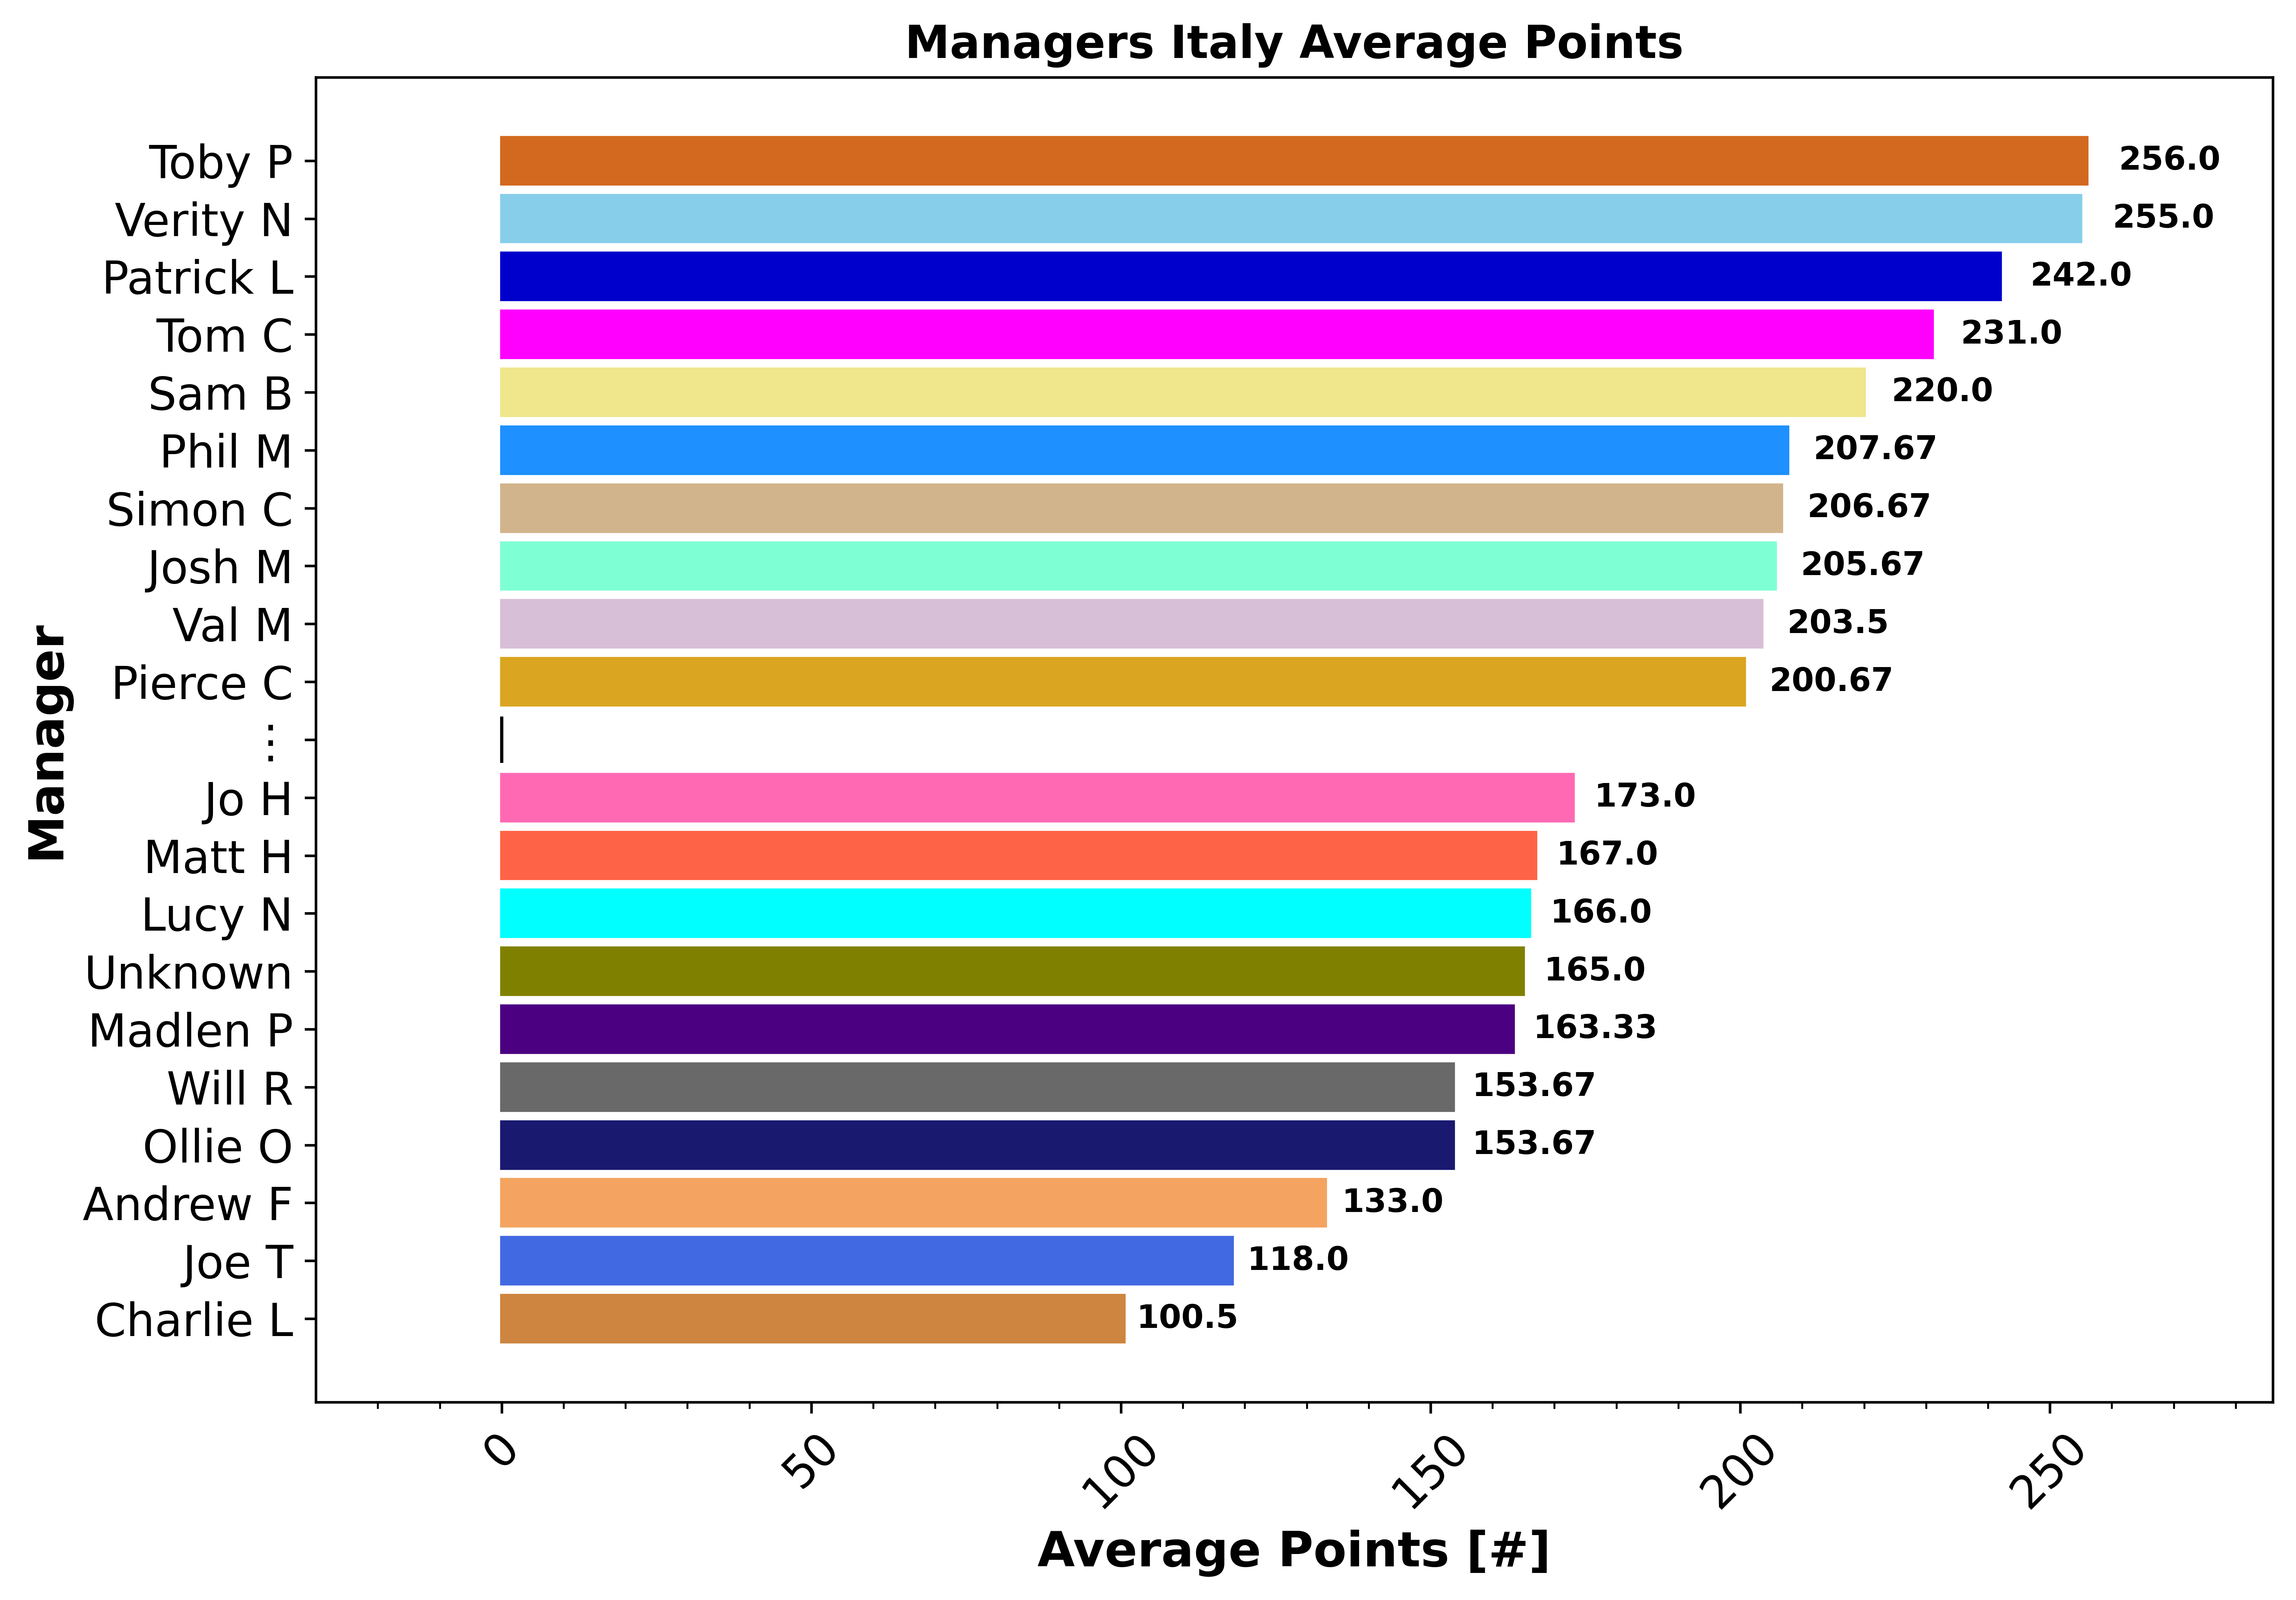 Managers Italy Average Points
Toby P 256.0
Verity N 255.0
Patrick L 242.0
Tom C 231.0
Sam B 220.0
Phil M 207.67
Simon C 206.67
Josh M 205.67
Val M 203.5
Pierce C 200.67
⋮
Jo H 173.0
Matt H 167.0
Lucy N 166.0
Unknown 165.0
Madlen P 163.33
Will R 153.67
Ollie O 153.67
Andrew F 133.0
Joe T 118.0
Charlie L 100.5
Manager
0 50 100 150 200 250
Average Points [#]